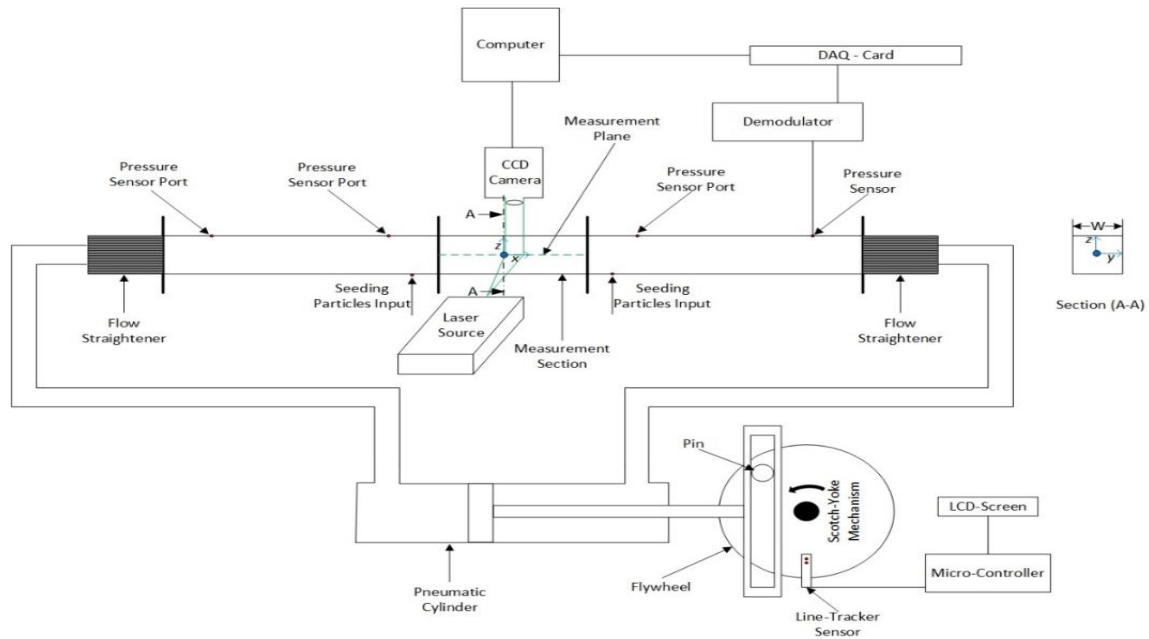 Computer
DAQ - Card
Demodulator
Measurement
Plane
CCD
Camera
Pressure
Sensor Port
Pressure
Sensor Port
Pressure
Sensor Port
Pressure
Sensor
A
z
x
A
W
z
y
Section (A-A)
Flow
Straightener
Seeding
Particles Input
Laser
Source
Measurement
Section
Seeding
Particles Input
Flow
Straightener
Pin
Scotch-Yoke
Mechanism
LCD-Screen
Micro-Controller
Flywheel
Pneumatic
Cylinder
Line-Tracker
Sensor